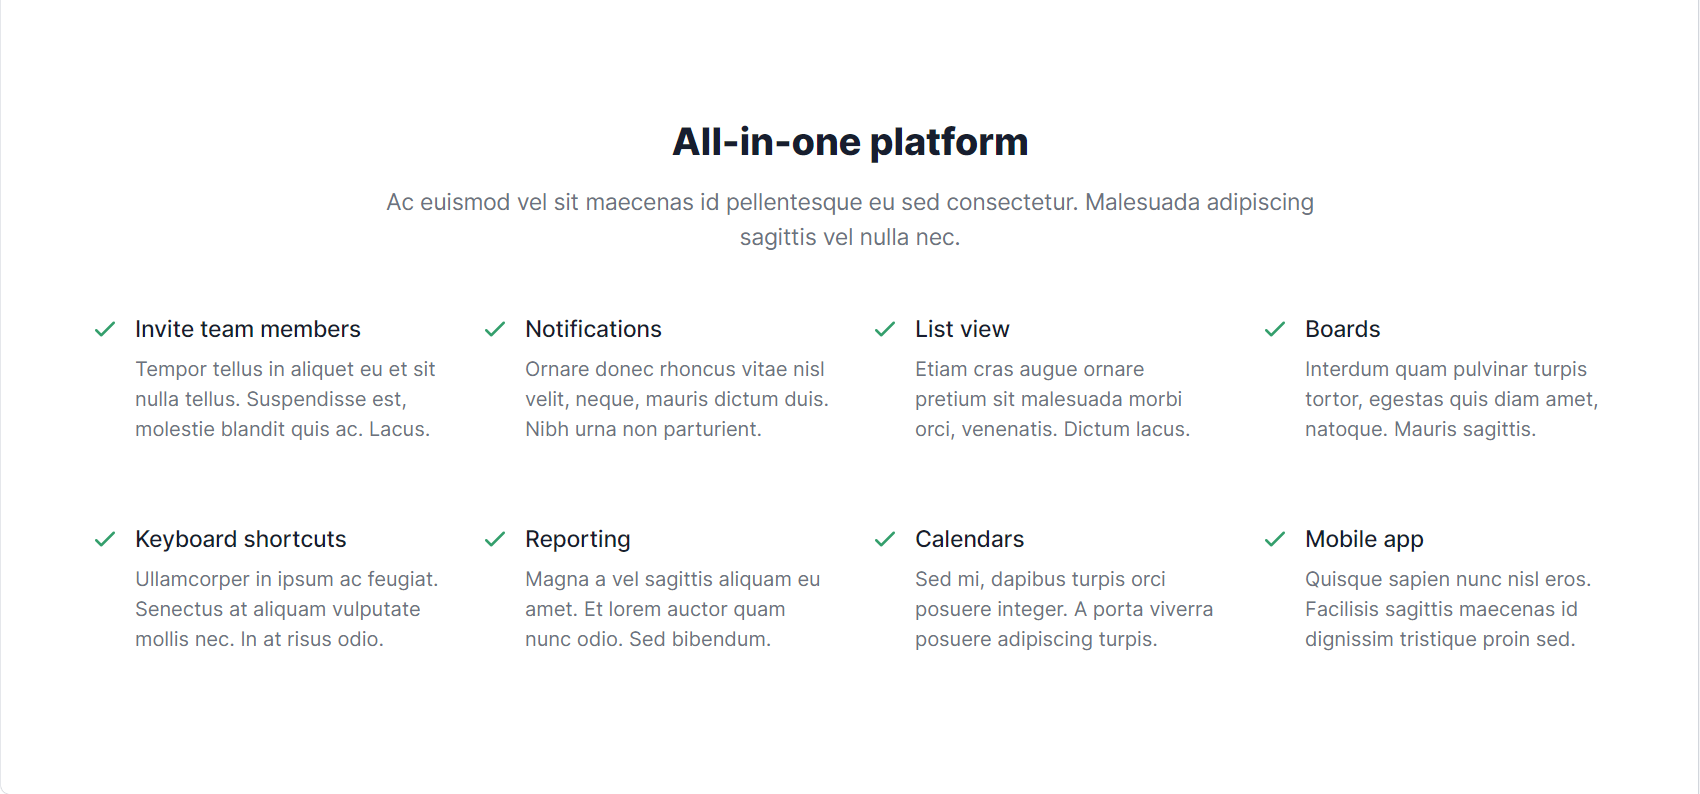 All-in-one platform
Ac euismod vel sit maecenas id pellentesque eu sed consectetur. Malesuada adipiscing
sagittis vel nulla nec.
Invite team members
Tempor tellus in aliquet eu et sit
nulla tellus. Suspendisse est,
molestie blandit quis ac. Lacus.
Notifications
Ornare donec rhoncus vitae nisl
velit, neque, mauris dictum duis.
Nibh urna non parturient.
List view
Etiam cras augue ornare
pretium sit malesuada morbi
orci, venenatis. Dictum lacus.
Boards
Interdum quam pulvinar turpis
tortor, egestas quis diam amet,
natoque. Mauris sagittis.
Keyboard shortcuts
Ullamcorper in ipsum ac feugiat.
Senectus at aliquam vulputate
mollis nec. In at risus odio.
Reporting
Magna a vel sagittis aliquam eu
amet. Et lorem auctor quam
nunc odio. Sed bibendum.
Calendars
Sed mi, dapibus turpis orci
posuere integer. A porta viverra
posuere adipiscing turpis.
Mobile app
Quisque sapien nunc nisl eros.
Facilisis sagittis maecenas id
dignissim tristique proin sed.